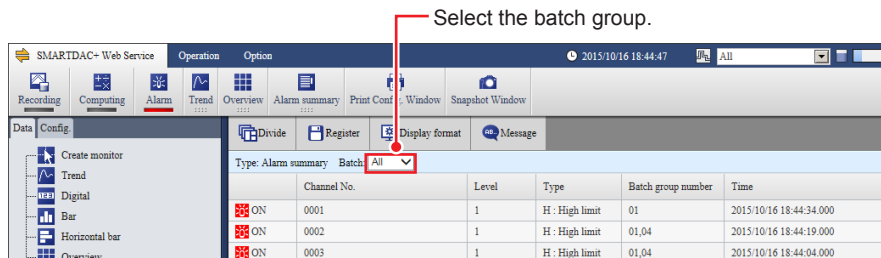 Select the batch group.
SMARTDAC+ Web Service Operation Option 2015/10/16 18:44:47 All
Recording Computing Alarm Trend Overview Alarm summary Print Config. Window Snapshot Window
Data Config. Divide Register Display format Message
Create monitor
Type: Alarm summary Batch: All
Trend
Channel No. Level Type Batch group number Time
Digital
Bar
ON 0001 1 H : High limit 01 2015/10/16 18:44:34.000
Horizontal bar
ON 0002 1 H : High limit 01,04 2015/10/16 18:44:19.000
Overview
ON 0003 1 H : High limit 01,04 2015/10/16 18:44:04.000